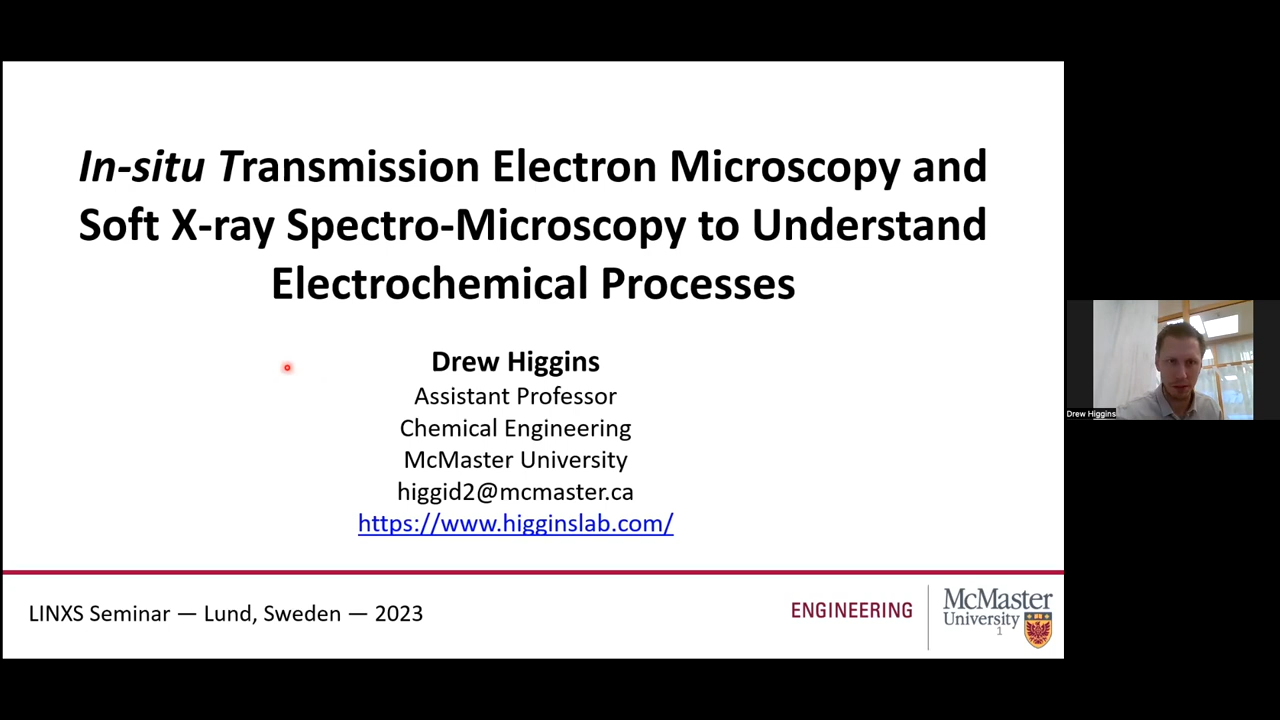 In-situ Transmission Electron Microscopy and
Soft X-ray Spectro-Microscopy to Understand
Electrochemical Processes
Drew Higgins
Assistant Professor
Chemical Engineering
McMaster University
higgid2@mcmaster.ca
https://www.higginslab.com/
LINXS Seminar — Lund, Sweden — 2023
ENGINEERING
McMaster
University
1
Drew Higgins